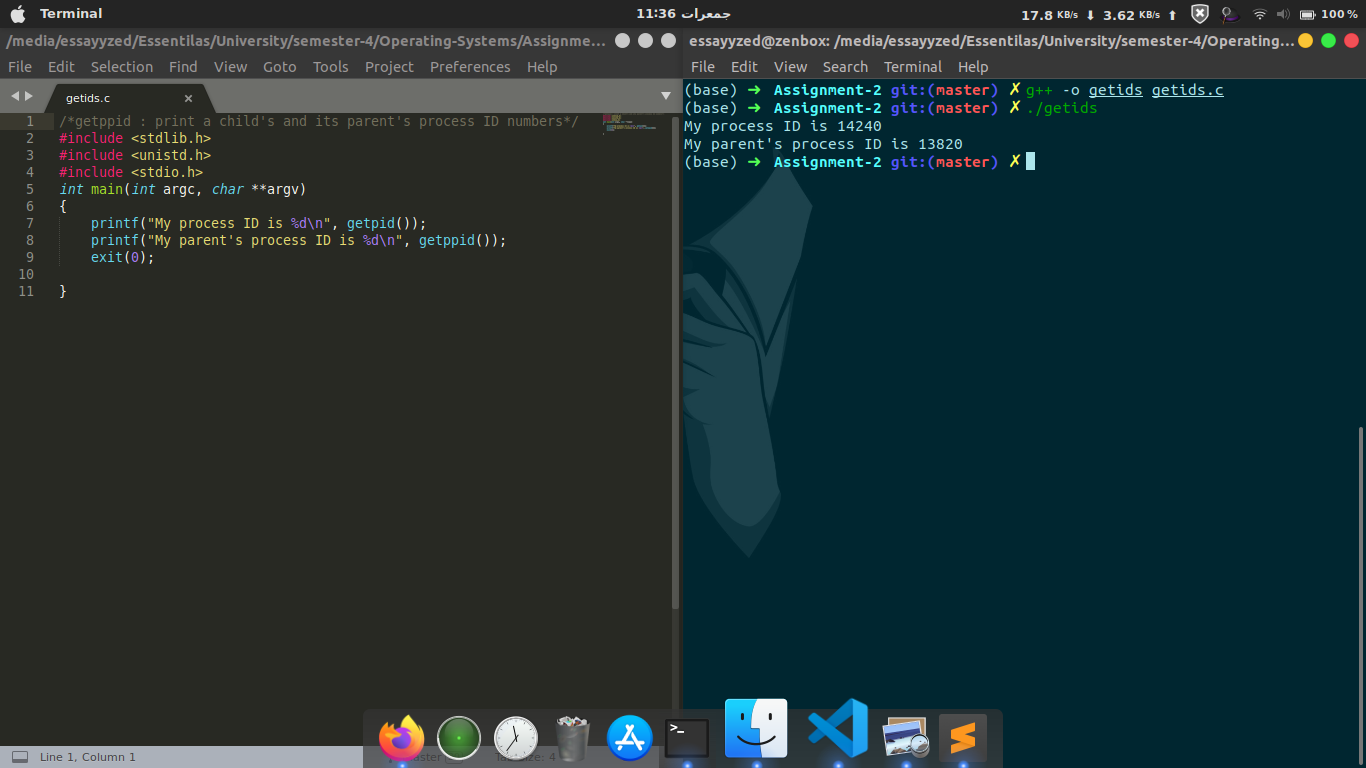 Terminal
11:36 جمعرات
17.8 KB/s ⬇ 3.62 KB/s ⬆
100 %
/media/essayyzed/Essentilas/University/semester-4/Operating-Systems/Assignme...
File Edit Selection Find View Goto Tools Project Preferences Help
getids.c ×
1 /*getppid : print a child's and its parent's process ID numbers*/
2 #include <stdlib.h>
3 #include <unistd.h>
4 #include <stdio.h>
5 int main(int argc, char **argv)
6 {
7 printf("My process ID is %d\n", getpid());
8 printf("My parent's process ID is %d\n", getppid());
9 exit(0);
10
11 }
Line 1, Column 1
essayyzed@zenbox: /media/essayyzed/Essentilas/University/semester-4/Operating...
File Edit View Search Terminal Help
(base) ➜ Assignment-2 git:(master) ✗ g++ -o getids getids.c
(base) ➜ Assignment-2 git:(master) ✗ ./getids
My process ID is 14240
My parent's process ID is 13820
(base) ➜ Assignment-2 git:(master) ✗
>_